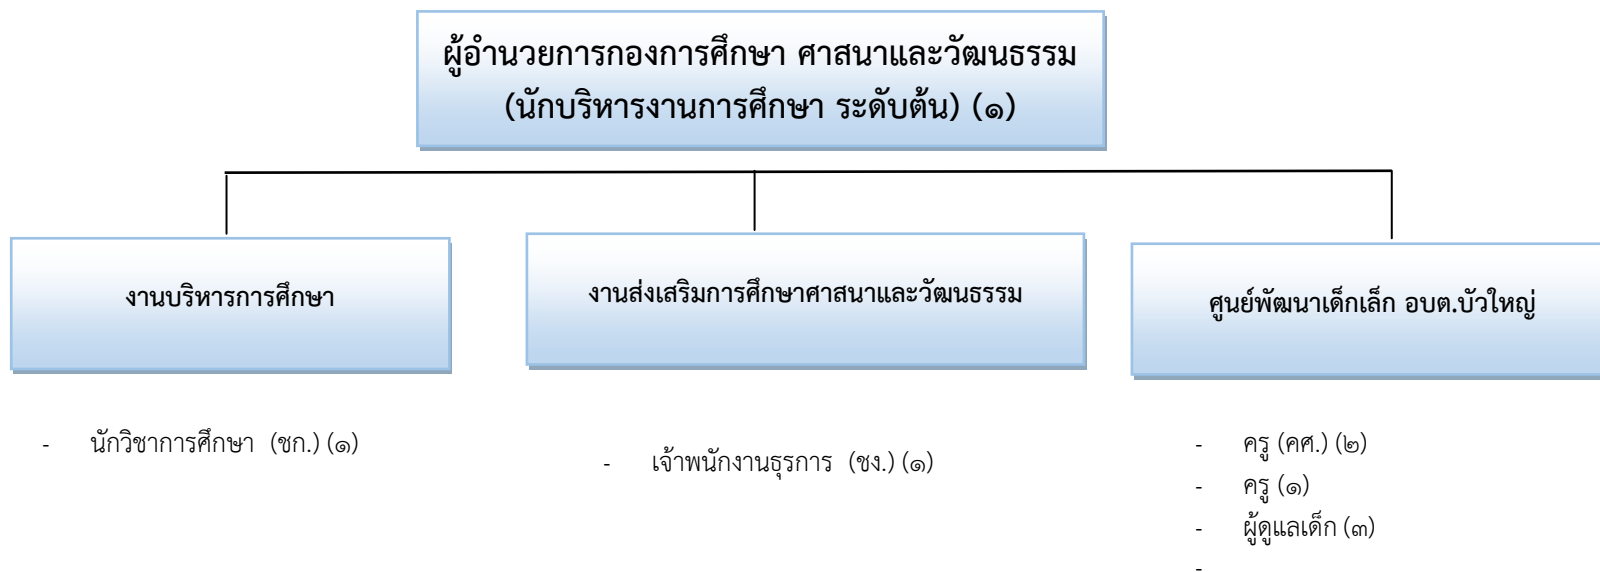 ผู้อำนวยการกองการศึกษา ศาสนาและวัฒนธรรม
(นักบริหารงานการศึกษา ระดับต้น) (๑)
งานบริหารการศึกษา
- นักวิชาการศึกษา (ชก.) (๑)
งานส่งเสริมการศึกษาศาสนาและวัฒนธรรม
- เจ้าพนักงานธุรการ (ชง.) (๑)
ศูนย์พัฒนาเด็กเล็ก อบต.บัวใหญ่
- ครู (คศ.) (๒)
- ครู (๑)
- ผู้ดูแลเด็ก (๓)
-